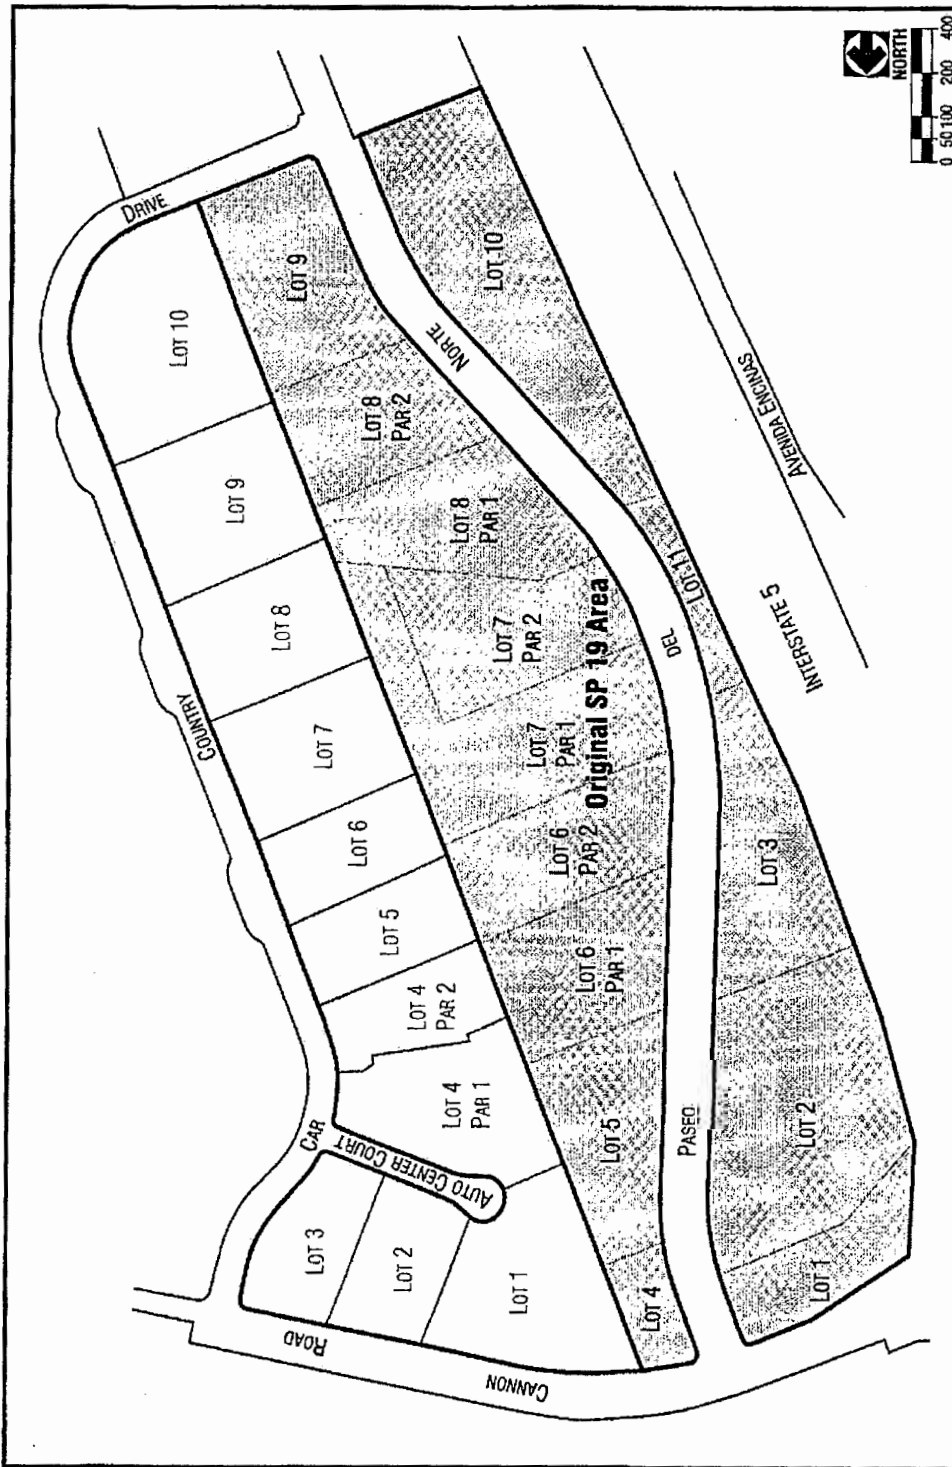 DRIVE
LOT 10
LOT 9
LOT 8
LOT 7
LOT 6
LOT 5
LOT 4
PAR 2
LOT 4
PAR 1
LOT 3
LOT 2
LOT 1
COUNTRY
CAR
AUTO CENTER COURT
ROAD
CANNON
LOT 9
LOT 8
PAR 2
LOT 8
PAR 1
LOT 7
PAR 2
LOT 7
PAR 1
LOT 6
PAR 2
LOT 6
PAR 1
LOT 5
LOT 4
Original SP 19 Area
NORTE
DEL
PASEO
LOT 10
LOT 11
LOT 3
LOT 2
LOT 1
INTERSTATE 5
AVENIDA ENCINAS
NORTH
0 50 100 200 400